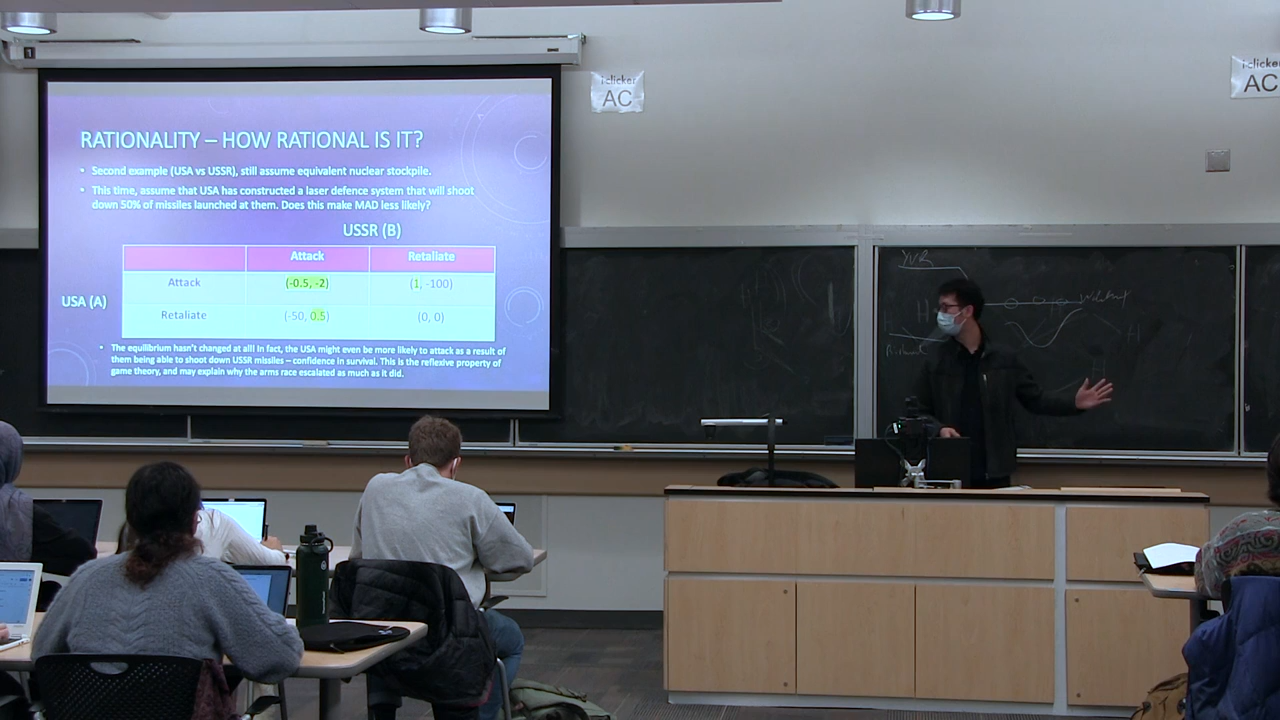 i-clicker
AC
i-clicker
AC
RATIONALITY – HOW RATIONAL IS IT?
• Second example (USA vs USSR), still assume equivalent nuclear stockpile.
• This time, assume that USA has constructed a laser defence system that will shoot
down 50% of missiles launched at them. Does this make MAD less likely?
USSR (B)
Attack Retaliate
Attack (-0.5, -2) (1, -100)
USA (A)
Retaliate (-50, 0.5) (0, 0)
• The equilibrium hasn't changed at all! In fact, the USA might even be more likely to attack as a result of
them being able to shoot down USSR missiles – confidence in survival. This is the reflexive property of
game theory, and may explain why the arms race escalated as much as it did.
YVR
H
H